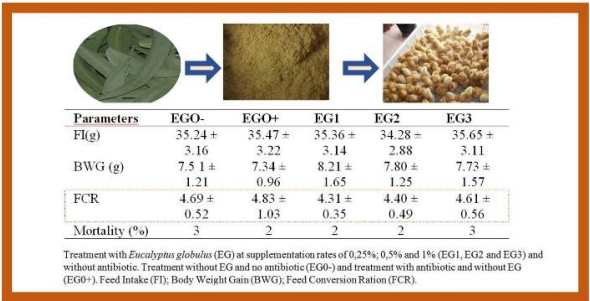 Parameters EGO- EGO+ EG1 EG2 EG3
FI(g) 35.24 ± 35.47 ± 35.36 ± 34.28 ± 35.65 ±
3.16 3.22 3.14 2.88 3.11
BWG (g) 7.5 1 ± 7.34 ± 8.21 ± 7.80 ± 7.73 ±
1.21 0.96 1.65 1.25 1.57
FCR 4.69 ± 4.83 ± 4.31 ± 4.40 ± 4.61 ±
0.52 1.03 0.35 0.49 0.56
Mortality (%) 3 2 2 2 3
Treatment with Eucalyptus globulus (EG) at supplementation rates of 0,25%; 0,5% and 1% (EG1, EG2 and EG3) and
without antibiotic. Treatment without EG and no antibiotic (EG0-) and treatment with antibiotic and without EG
(EG0+). Feed Intake (FI); Body Weight Gain (BWG); Feed Conversion Ration (FCR).